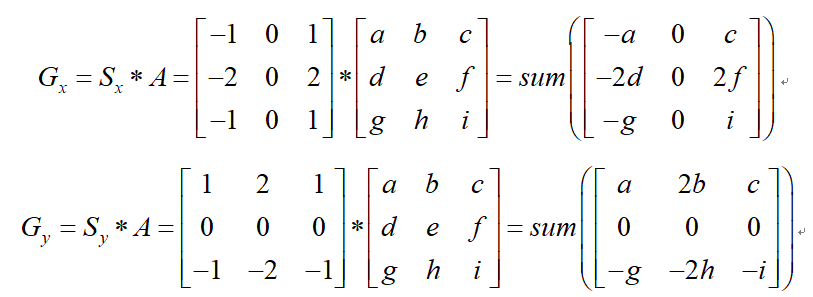 G_x = S_x * A = [−1 0 1; −2 0 2; −1 0 1] * [a b c; d e f; g h i] = sum([−a 0 c; −2d 0 2f; −g 0 i]) ↵
G_y = S_y * A = [1 2 1; 0 0 0; −1 −2 −1] * [a b c; d e f; g h i] = sum([a 2b c; 0 0 0; −g −2h −i]) ↵